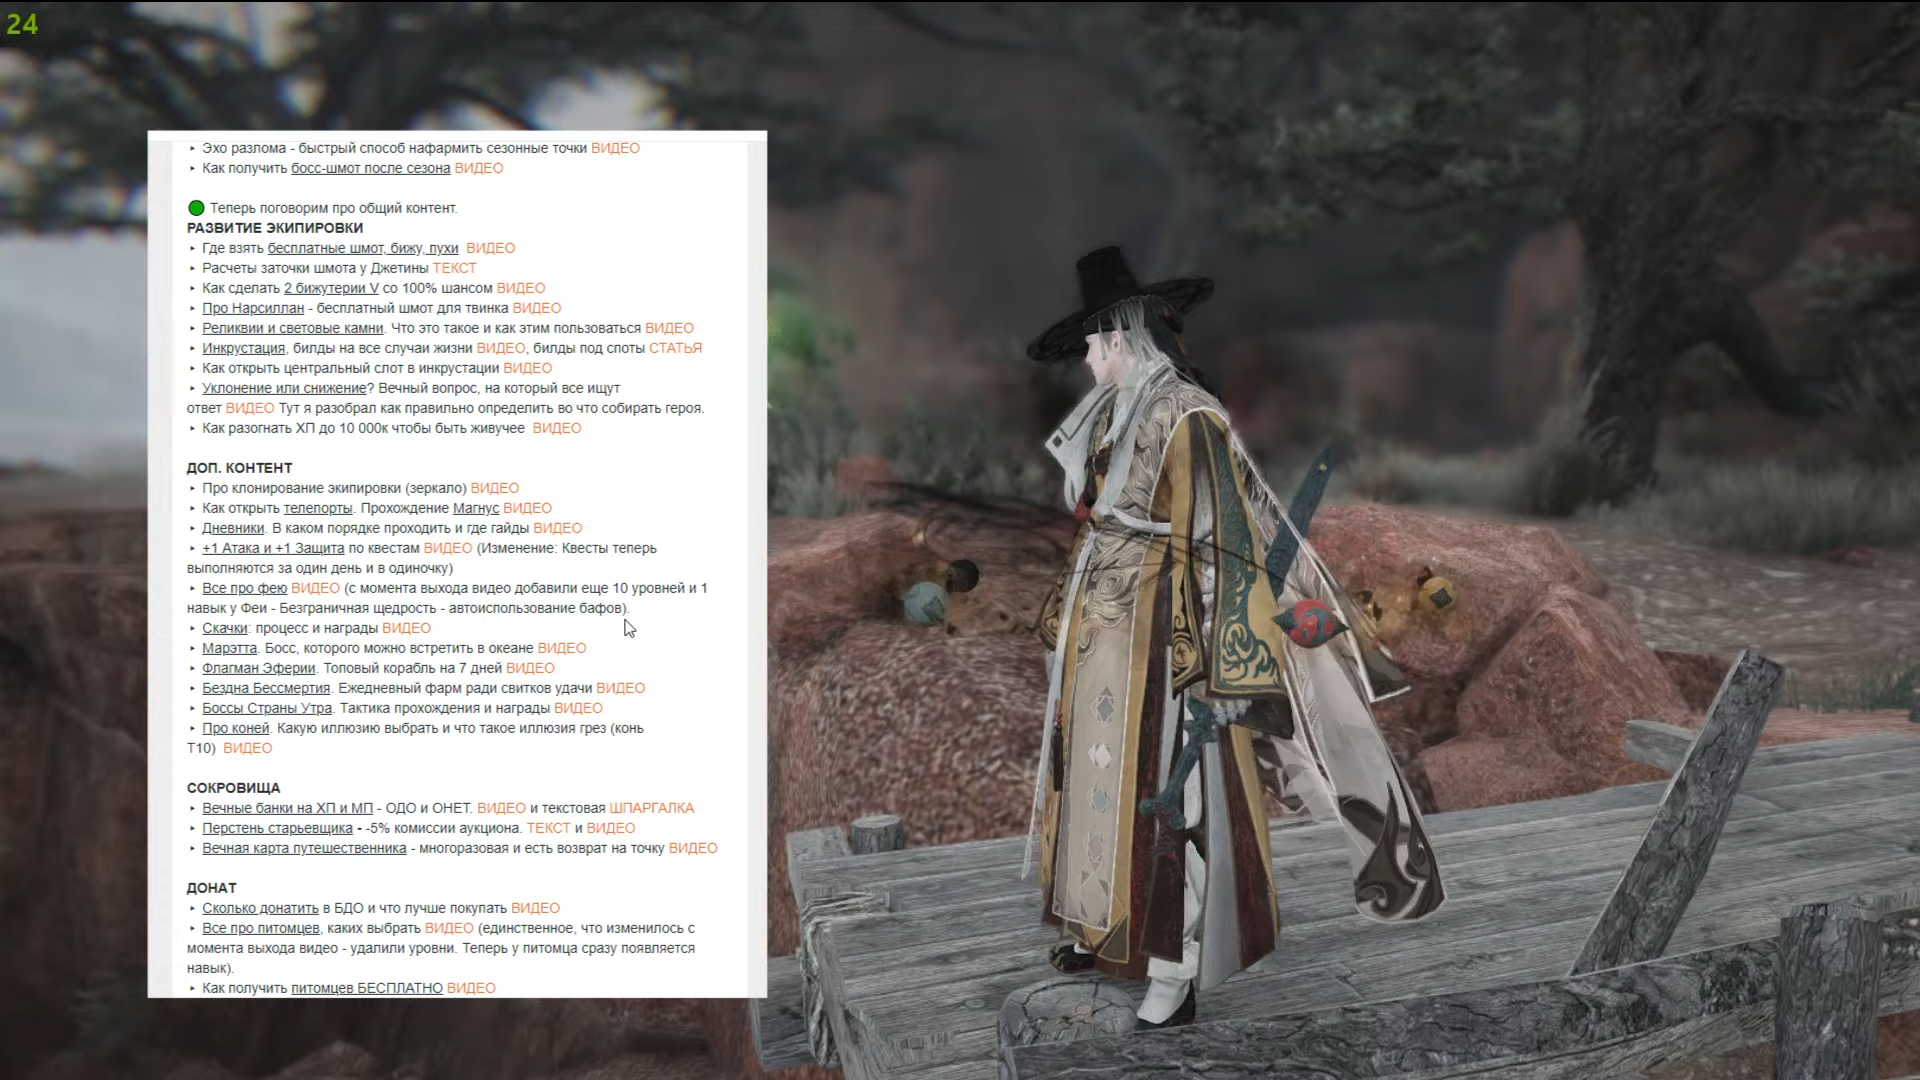 24
‣ Эхо разлома - быстрый способ нафармить сезонные точки ВИДЕО
‣ Как получить босс-шмот после сезона ВИДЕО
Теперь поговорим про общий контент.
РАЗВИТИЕ ЭКИПИРОВКИ
‣ Где взять бесплатные шмот, бижу, пухи ВИДЕО
‣ Расчеты заточки шмота у Джетины ТЕКСТ
‣ Как сделать 2 бижутерии V со 100% шансом ВИДЕО
‣ Про Нарсиллан - бесплатный шмот для твинка ВИДЕО
‣ Реликвии и световые камни. Что это такое и как этим пользоваться ВИДЕО
‣ Инкрустация, билды на все случаи жизни ВИДЕО, билды под споты СТАТЬЯ
‣ Как открыть центральный слот в инкрустации ВИДЕО
‣ Уклонение или снижение? Вечный вопрос, на который все ищут
ответ ВИДЕО Тут я разобрал как правильно определить во что собирать героя.
‣ Как разогнать ХП до 10 000к чтобы быть живучее ВИДЕО
ДОП. КОНТЕНТ
‣ Про клонирование экипировки (зеркало) ВИДЕО
‣ Как открыть телепорты. Прохождение Магнус ВИДЕО
‣ Дневники. В каком порядке проходить и где гайды ВИДЕО
‣ +1 Атака и +1 Защита по квестам ВИДЕО (Изменение: Квесты теперь
выполняются за один день и в одиночку)
‣ Все про фею ВИДЕО (с момента выхода видео добавили еще 10 уровней и 1
навык у Феи - Безграничная щедрость - автоиспользование бафов).
‣ Скачки: процесс и награды ВИДЕО
‣ Марэтта. Босс, которого можно встретить в океане ВИДЕО
‣ Флагман Эферии. Топовый корабль на 7 дней ВИДЕО
‣ Бездна Бессмертия. Ежедневный фарм ради свитков удачи ВИДЕО
‣ Боссы Страны Утра. Тактика прохождения и награды ВИДЕО
‣ Про коней. Какую иллюзию выбрать и что такое иллюзия грез (конь
Т10) ВИДЕО
СОКРОВИЩА
‣ Вечные банки на ХП и МП - ОДО и ОНЕТ. ВИДЕО и текстовая ШПАРГАЛКА
‣ Перстень старьевщика - -5% комиссии аукциона. ТЕКСТ и ВИДЕО
‣ Вечная карта путешественника - многоразовая и есть возврат на точку ВИДЕО
ДОНАТ
‣ Сколько донатить в БДО и что лучше покупать ВИДЕО
‣ Все про питомцев, каких выбрать ВИДЕО (единственное, что изменилось с
момента выхода видео - удалили уровни. Теперь у питомца сразу появляется
навык).
‣ Как получить питомцев БЕСПЛАТНО ВИДЕО